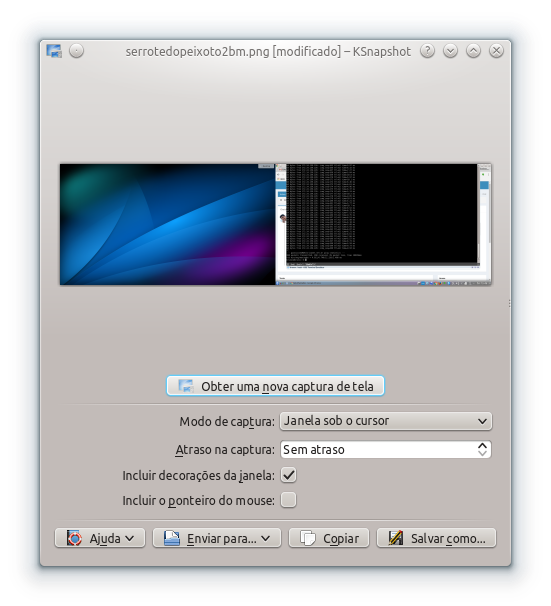 serrotedopeixoto2bm.png [modificado] – KSnapshot
Obter uma nova captura de tela
Modo de captura: Janela sob o cursor
Atraso na captura: Sem atraso
Incluir decorações da janela:
Incluir o ponteiro do mouse:
Ajuda Enviar para... Copiar Salvar como...